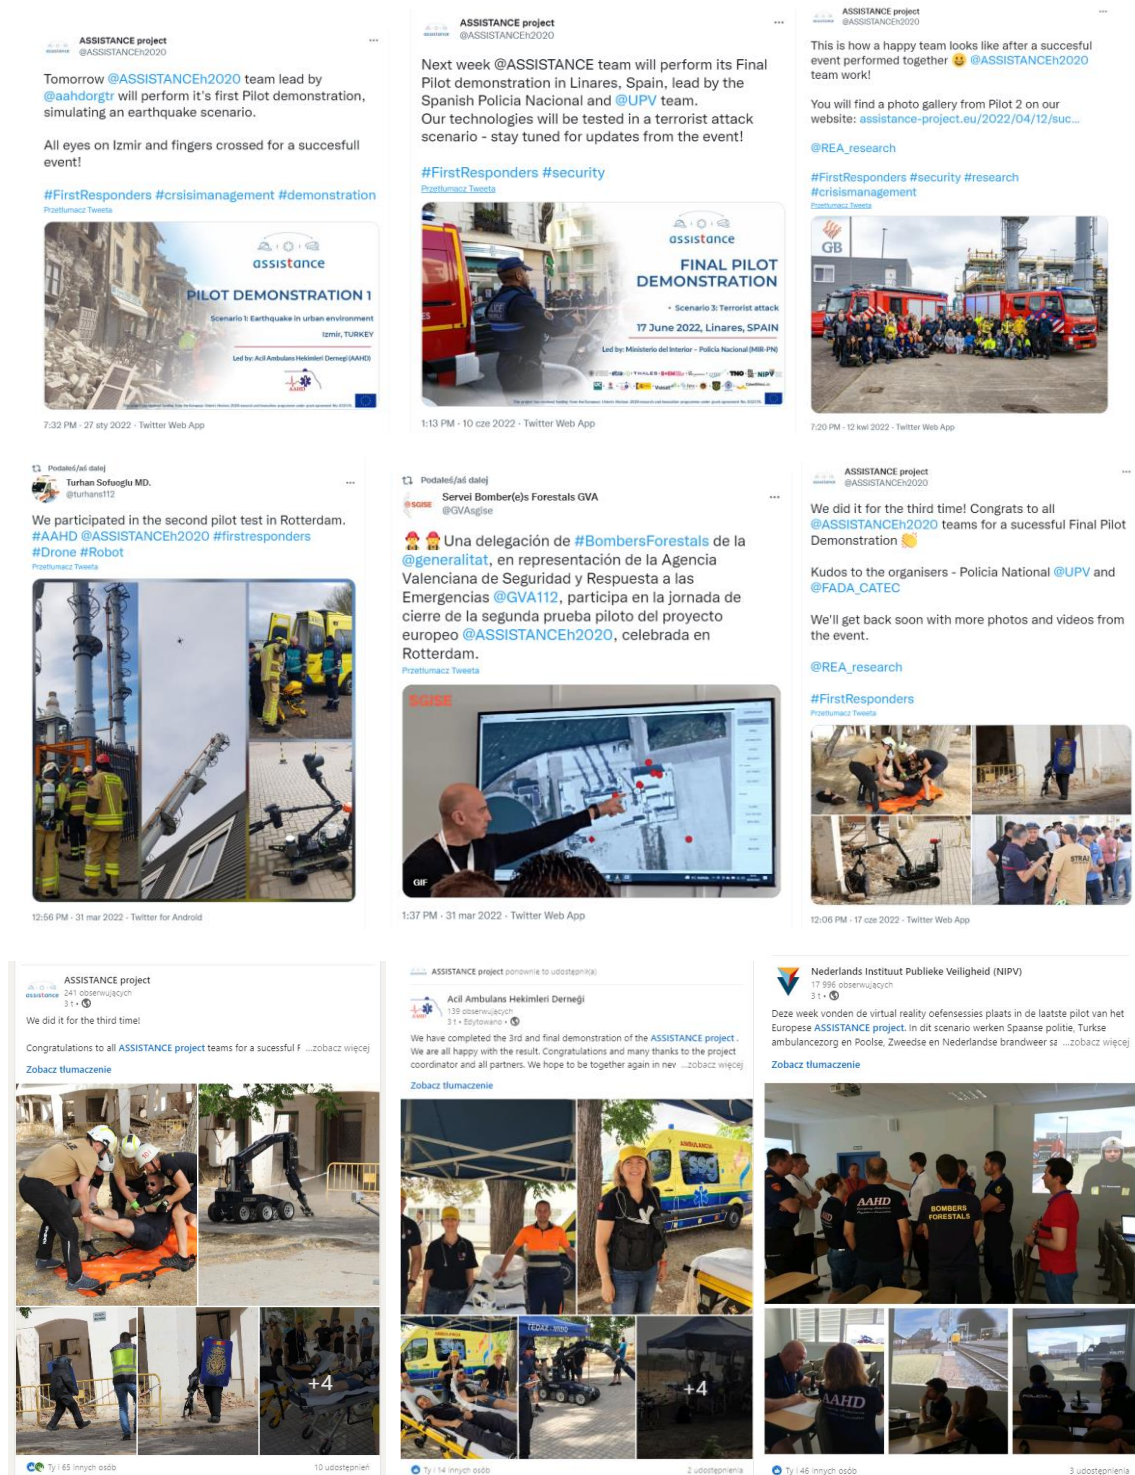 ASSISTANCE project
@ASSISTANCEh2020
Tomorrow @ASSISTANCEh2020 team lead by
@aahdorgtr will perform it's first Pilot demonstration,
simulating an earthquake scenario.
All eyes on Izmir and fingers crossed for a succesfull
event!
#FirstResponders #crsisimanagement #demonstration
Przetłumacz Tweeta
assistance
PILOT DEMONSTRATION 1
Scenario 1: Earthquake in urban environment
Izmir, TURKEY
Led by: Acil Ambulans Hekimleri Dernegi (AAHD)
AAHD
7:32 PM · 27 sty 2022 · Twitter Web App
ASSISTANCE project
@ASSISTANCEh2020
Next week @ASSISTANCE team will perform its Final
Pilot demonstration in Linares, Spain, lead by the
Spanish Policia Nacional and @UPV team.
Our technologies will be tested in a terrorist attack
scenario - stay tuned for updates from the event!
#FirstResponders #security
Przetłumacz Tweeta
assistance
FINAL PILOT
DEMONSTRATION
• Scenario 3: Terrorist attack
17 June 2022, Linares, SPAIN
Led by: Ministerio del Interior – Policía Nacional (MIR-PN)
THALES
TNO
NIPV
1:13 PM · 10 cze 2022 · Twitter Web App
ASSISTANCE project
@ASSISTANCEh2020
This is how a happy team looks like after a succesful
event performed together 😃 @ASSISTANCEh2020
team work!
You will find a photo gallery from Pilot 2 on our
website: assistance-project.eu/2022/04/12/suc...
@REA_research
#FirstResponders #security #research
#crisismanagement
Przetłumacz Tweeta
GB
7:20 PM · 12 kwi 2022 · Twitter Web App
Podałeś/aś dalej
Turhan Sofuoglu MD.
@turhans112
We participated in the second pilot test in Rotterdam.
#AAHD @ASSISTANCEh2020 #firstresponders
#Drone #Robot
Przetłumacz Tweeta
12:56 PM · 31 mar 2022 · Twitter for Android
Podałeś/aś dalej
SGISE
Servei Bomber(e)s Forestals GVA
@GVAsgise
👨‍🚒 👩‍🚒 Una delegación de #BombersForestals de la
@generalitat, en representación de la Agencia
Valenciana de Seguridad y Respuesta a las
Emergencias @GVA112, participa en la jornada de
cierre de la segunda prueba piloto del proyecto
europeo @ASSISTANCEh2020, celebrada en
Rotterdam.
Przetłumacz Tweeta
SGISE
GIF
1:37 PM · 31 mar 2022 · Twitter Web App
ASSISTANCE project
@ASSISTANCEh2020
We did it for the third time! Congrats to all
@ASSISTANCEh2020 teams for a sucessful Final Pilot
Demonstration 👏
Kudos to the organisers - Policia National @UPV and
@FADA_CATEC
We'll get back soon with more photos and videos from
the event.
@REA_research
#FirstResponders
Przetłumacz Tweeta
STRAŻ
12:06 PM · 17 cze 2022 · Twitter Web App
ASSISTANCE project
241 obserwujących
3 t •
We did it for the third time!
Congratulations to all ASSISTANCE project teams for a sucessful F ...zobacz więcej
Zobacz tłumaczenie
+4
Ty i 65 innych osób
10 udostępnień
ASSISTANCE project ponownie to udostępnił(a)
Acil Ambulans Hekimleri Derneği
139 obserwujących
3 t • Edytowano •
We have completed the 3rd and final demonstration of the ASSISTANCE project .
We are all happy with the result. Congratulations and many thanks to the project
coordinator and all partners. We hope to be together again in nev ...zobacz więcej
Zobacz tłumaczenie
AMBULANCIA
ssg
AMBULANCIA
TEDAX-NRBQ
+4
Ty i 14 innych osób
2 udostępnienia
Nederlands Instituut Publieke Veiligheid (NIPV)
17 996 obserwujących
3 t •
Deze week vonden de virtual reality oefensessies plaats in de laatste pilot van het
Europese ASSISTANCE project. In dit scenario werken Spaanse politie, Turkse
ambulancezorg en Poolse, Zweedse en Nederlandse brandweer sa ...zobacz więcej
Zobacz tłumaczenie
AAHD
BOMBERS
FORESTALS
AAHD
Ty i 46 innych osób
3 udostępnienia